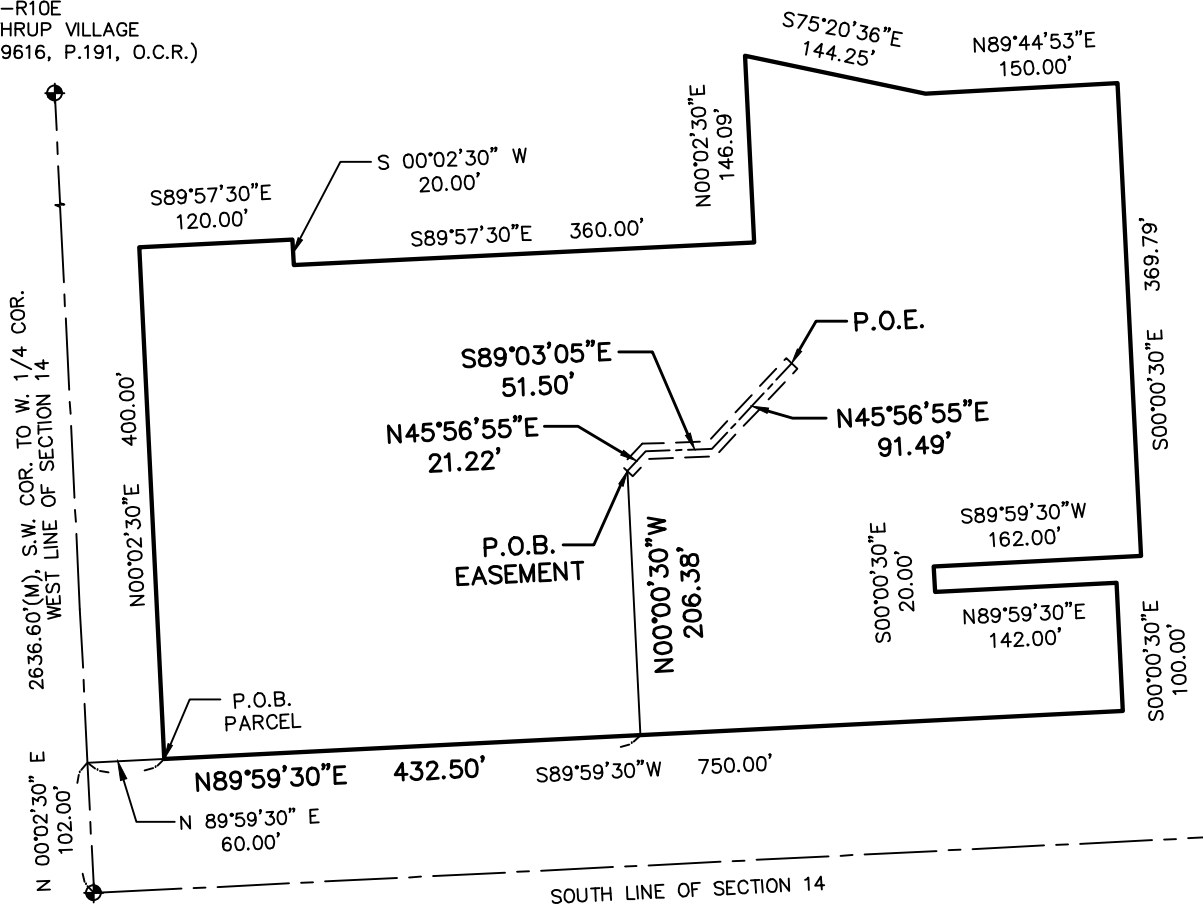 –R10E
HRUP VILLAGE
9616, P.191, O.C.R.)
S75°20'36"E
144.25'
N89°44'53"E
150.00'
N00°02'30"E
146.09'
S 00°02'30" W
20.00'
S89°57'30"E
120.00'
S89°57'30"E 360.00'
S00°00'30"E 369.79'
2636.60'(M), S.W. COR. TO W. 1/4 COR.
WEST LINE OF SECTION 14
N00°02'30"E 400.00'
P.O.E.
S89°03'05"E
51.50'
N45°56'55"E
21.22'
N45°56'55"E
91.49'
P.O.B.
EASEMENT
N00°00'30"W
206.38'
S89°59'30"W
162.00'
S00°00'30"E
20.00'
N89°59'30"E
142.00'
S00°00'30"E
100.00'
P.O.B.
PARCEL
N89°59'30"E 432.50'
S89°59'30"W 750.00'
N 00°02'30" E
102.00'
N 89°59'30" E
60.00'
SOUTH LINE OF SECTION 14